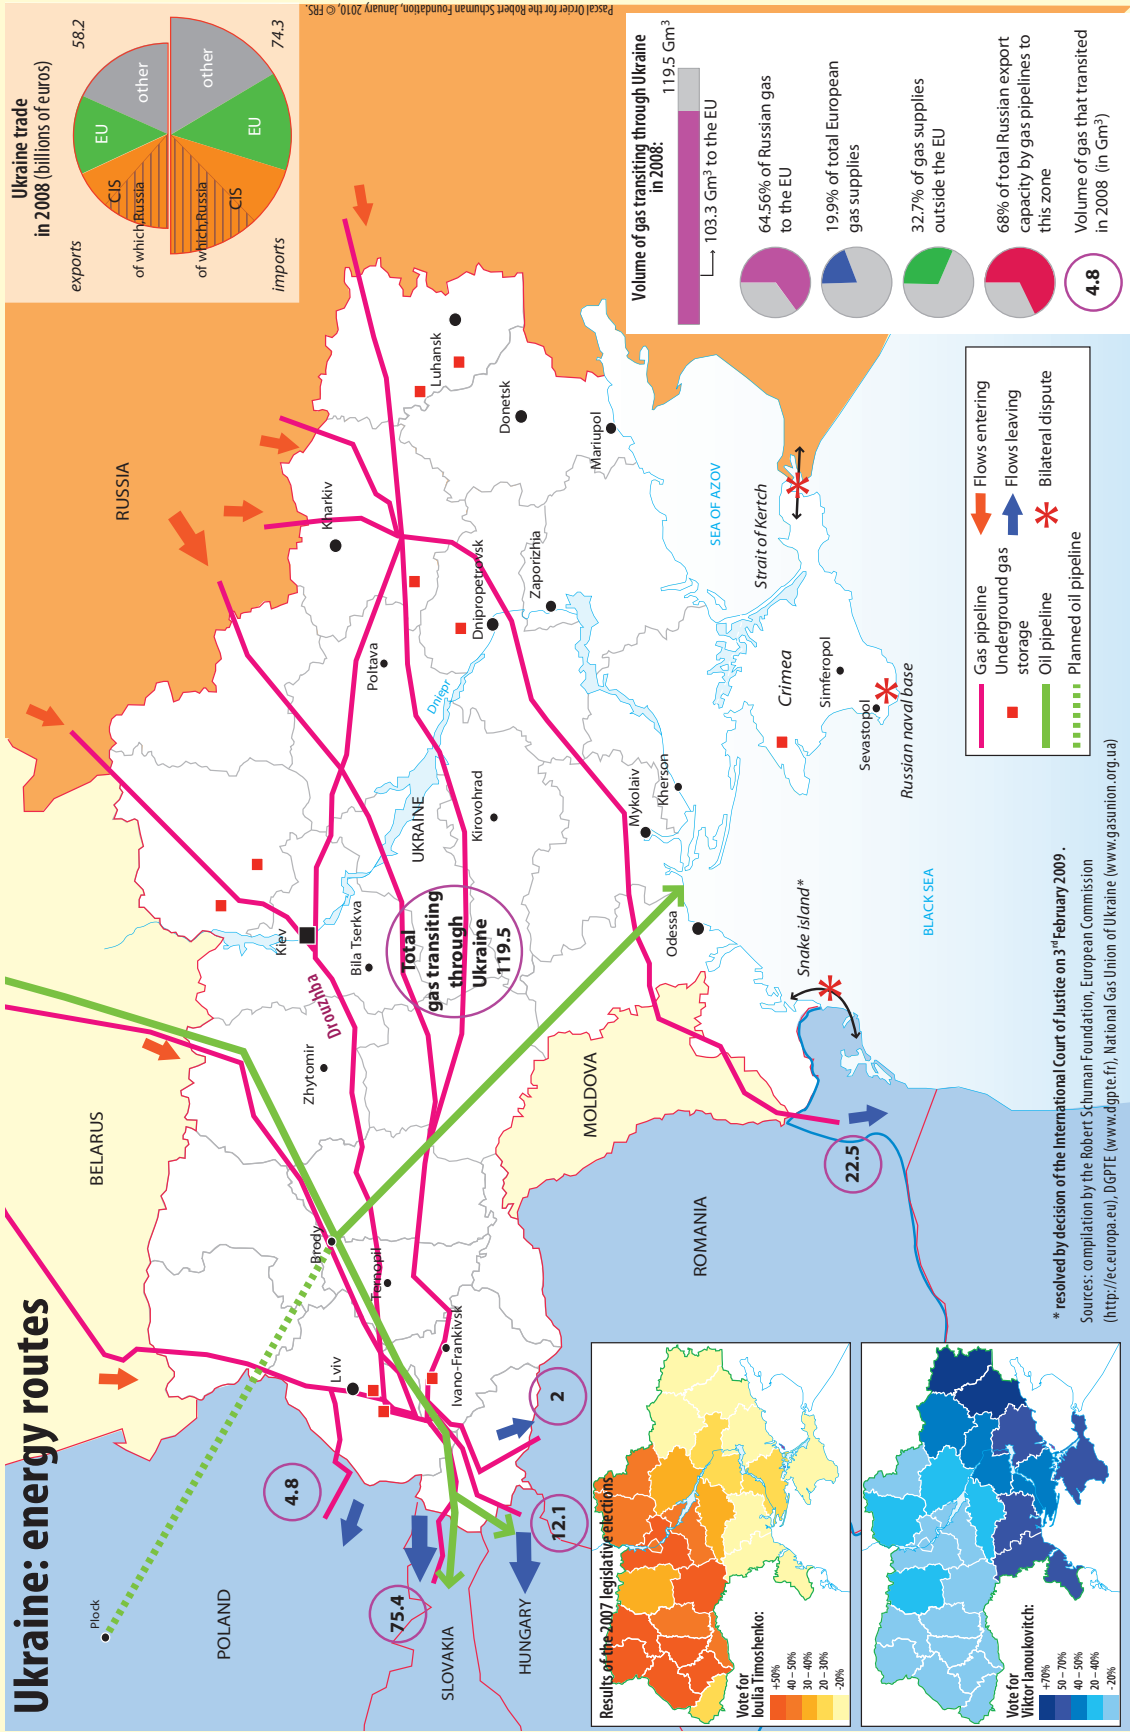 Ukraine: energy routes
Ukraine trade
in 2008 (billions of euros)
exports
58.2
CIS
of which,Russia
EU
other
of which,Russia
CIS
EU
other
imports
74.3
Pascal Orcier for the Robert Schuman Foundation, January 2010, © FRS.
Volume of gas transiting through Ukraine
in 2008:
119.5 Gm³
103.3 Gm³ to the EU
64.56% of Russian gas
to the EU
19.9% of total European
gas supplies
32.7% of gas supplies
outside the EU
68% of total Russian export
capacity by gas pipelines to
this zone
4.8
Volume of gas that transited
in 2008 (in Gm³)
RUSSIA
BELARUS
POLAND
SLOVAKIA
HUNGARY
ROMANIA
MOLDOVA
UKRAINE
Plock
Brody
Lviv
Ternopil
Ivano-Frankivsk
Zhytomir
Kiev
Bila Tserkva
Drouzhba
Kirovohrad
Poltava
Kharkiv
Dniepr
Dnipropetrovsk
Zaporizhia
Luhansk
Donetsk
Mariupol
Mykolaiv
Kherson
Odessa
Crimea
Simferopol
Sevastopol
Russian naval base
Strait of Kertch
SEA OF AZOV
BLACK SEA
Snake island*
Total
gas transiting
through
Ukraine
119.5
4.8
75.4
12.1
2
22.5
Gas pipeline
Underground gas
storage
Oil pipeline
Planned oil pipeline
Flows entering
Flows leaving
Bilateral dispute
* resolved by decision of the International Court of Justice on 3rd February 2009 .
Sources: compilation by the Robert Schuman Foundation, European Commission
(http://ec.europa.eu), DGPTE (www.dgpte.fr), National Gas Union of Ukraine (www.gasunion.org.ua)
Results of the 2007 legislative elections
Vote for
Ioulia Timoshenko:
+50%
40 – 50%
30 – 40%
20 – 30%
-20%
Vote for
Viktor Ianoukovitch:
+70%
50 – 70%
40 – 50%
20 – 40%
- 20%